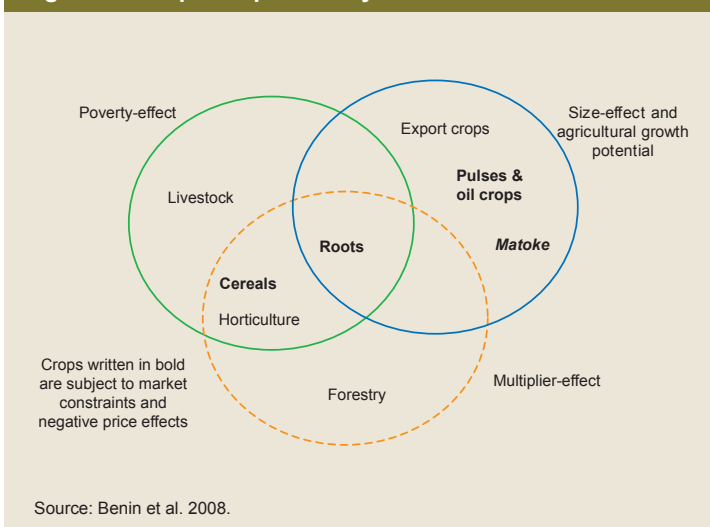 Poverty-effect
Export crops
Size-effect and
agricultural growth
potential
Pulses &
oil crops
Livestock
Roots
Matoke
Cereals
Horticulture
Crops written in bold
are subject to market
constraints and
negative price effects
Forestry
Multiplier-effect
Source: Benin et al. 2008.